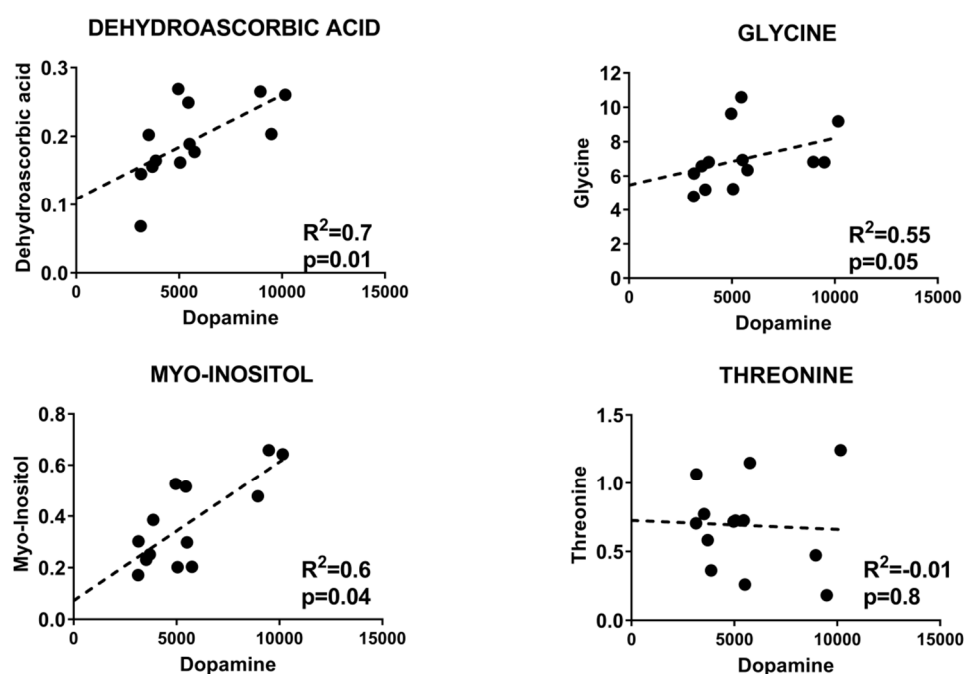 DEHYDROASCORBIC ACID
Dehydroascorbic acid
0.3
0.2
0.1
0.0
0
5000
10000
15000
Dopamine
R²=0.7
p=0.01
GLYCINE
Glycine
12
10
8
6
4
2
0
0
5000
10000
15000
Dopamine
R²=0.55
p=0.05
MYO-INOSITOL
Myo-Inositol
0.8
0.6
0.4
0.2
0.0
0
5000
10000
15000
Dopamine
R²=0.6
p=0.04
THREONINE
Threonine
1.5
1.0
0.5
0.0
0
5000
10000
15000
Dopamine
R²=-0.01
p=0.8